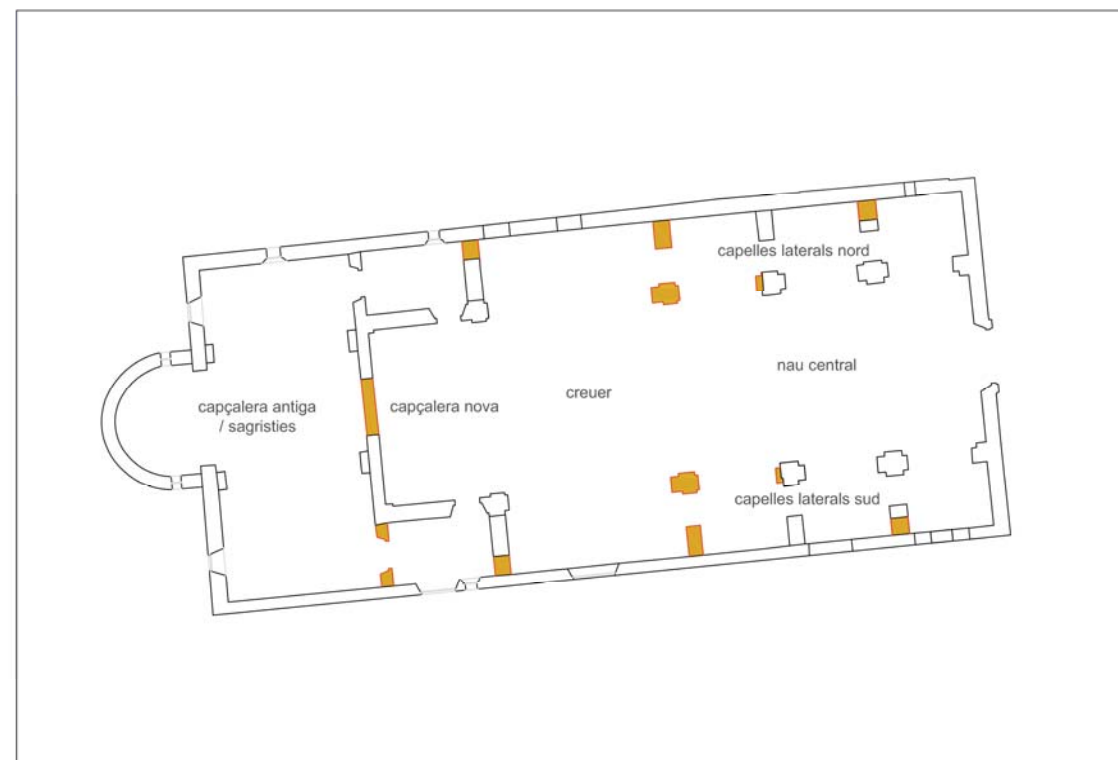 capelles laterals nord
nau central
creuer
capçalera nova
capçalera antiga
/ sagristies
capelles laterals sud